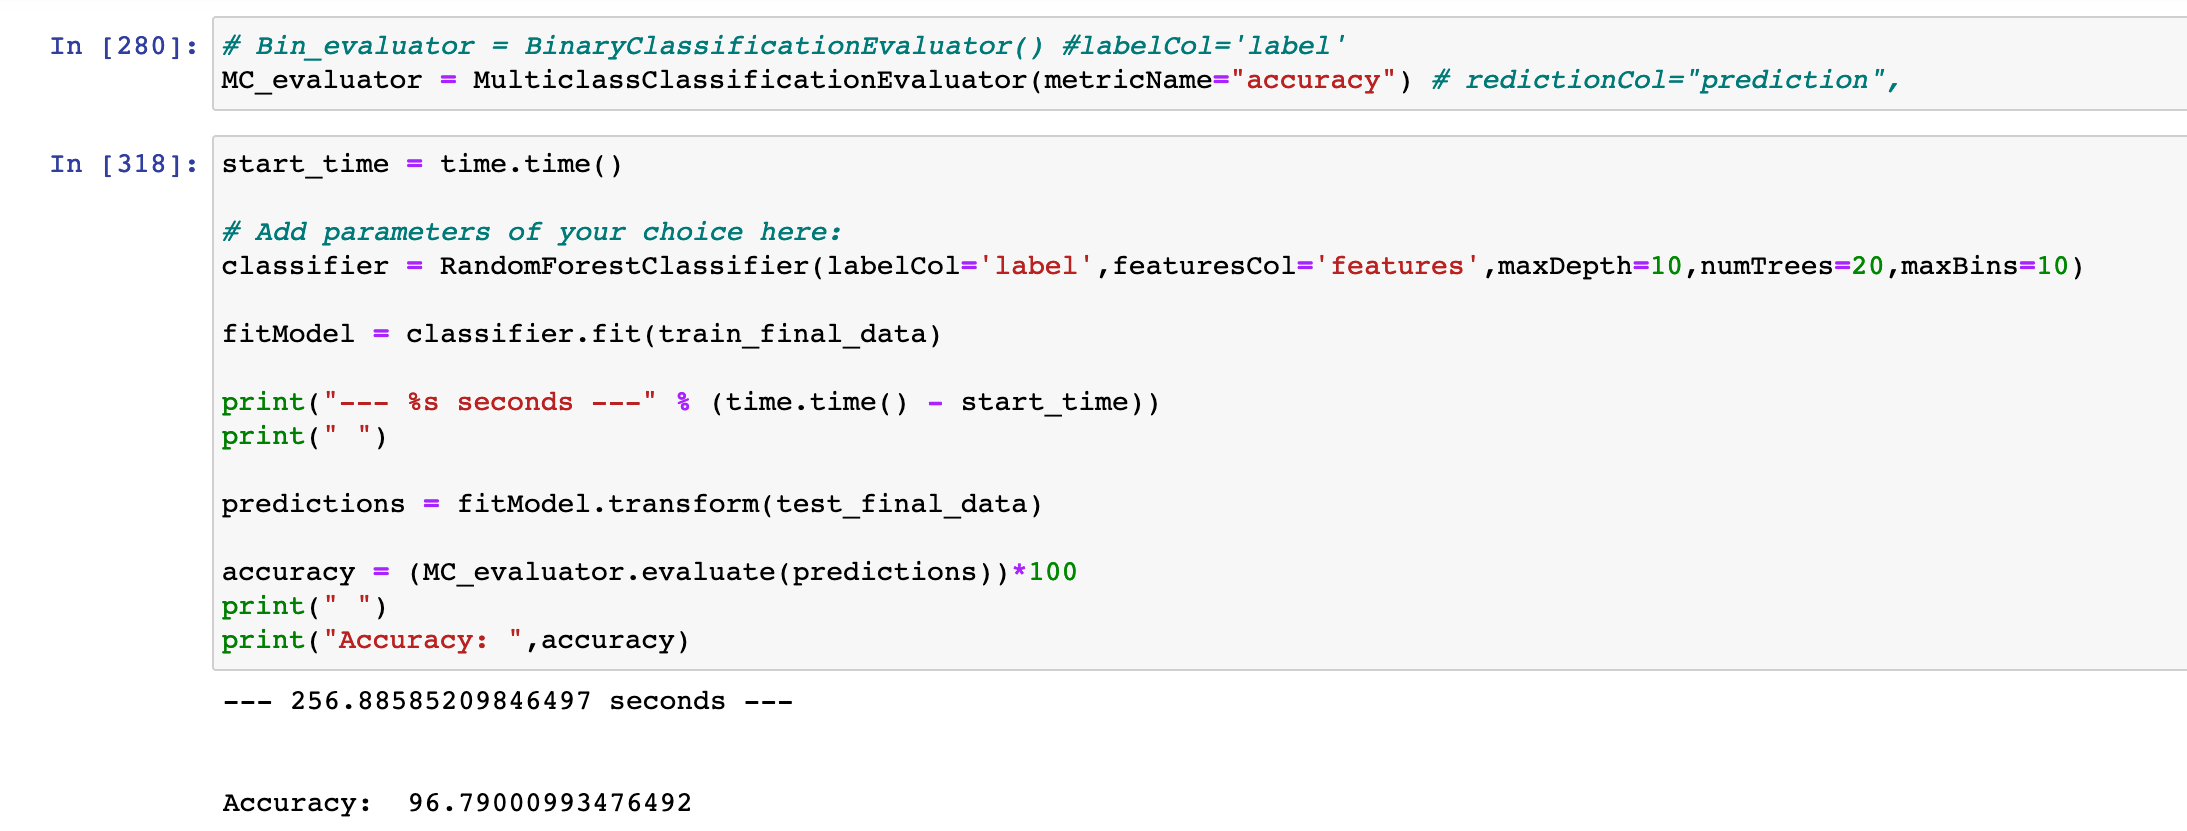 In [280]: # Bin_evaluator = BinaryClassificationEvaluator() #labelCol='label'
MC_evaluator = MulticlassClassificationEvaluator(metricName="accuracy") # redictionCol="prediction",
In [318]: start_time = time.time()
# Add parameters of your choice here:
classifier = RandomForestClassifier(labelCol='label',featuresCol='features',maxDepth=10,numTrees=20,maxBins=10)
fitModel = classifier.fit(train_final_data)
print("--- %s seconds ---" % (time.time() - start_time))
print(" ")
predictions = fitModel.transform(test_final_data)
accuracy = (MC_evaluator.evaluate(predictions))*100
print(" ")
print("Accuracy: ",accuracy)
--- 256.88585209846497 seconds ---
Accuracy:  96.79000993476492